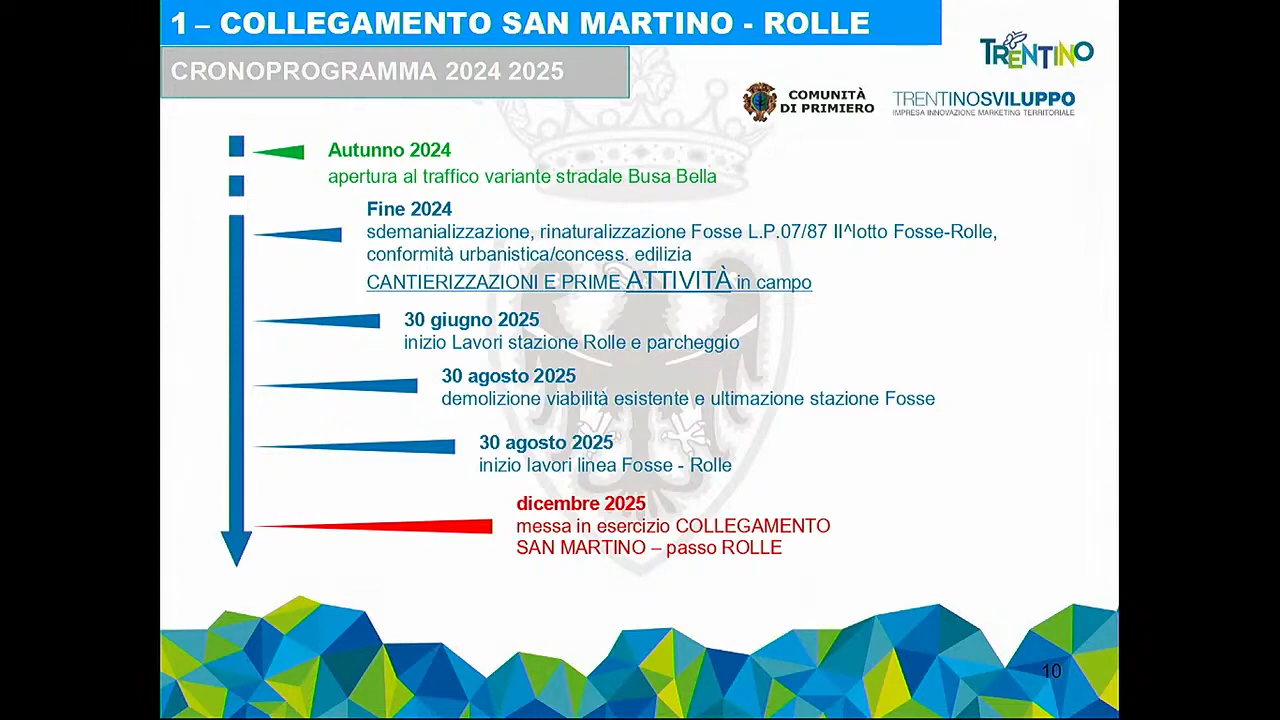 1 – COLLEGAMENTO SAN MARTINO - ROLLE
CRONOPROGRAMMA 2024 2025
TRENTINO
COMUNITÀ
DI PRIMIERO
TRENTINOSVILUPPO
IMPRESA INNOVAZIONE MARKETING TERRITORIALE
Autunno 2024
apertura al traffico variante stradale Busa Bella
Fine 2024
sdemanializzazione, rinaturalizzazione Fosse L.P.07/87 II^lotto Fosse-Rolle,
conformità urbanistica/concess. edilizia
CANTIERIZZAZIONI E PRIME ATTIVITÀ in campo
30 giugno 2025
inizio Lavori stazione Rolle e parcheggio
30 agosto 2025
demolizione viabilità esistente e ultimazione stazione Fosse
30 agosto 2025
inizio lavori linea Fosse - Rolle
dicembre 2025
messa in esercizio COLLEGAMENTO
SAN MARTINO – passo ROLLE
10